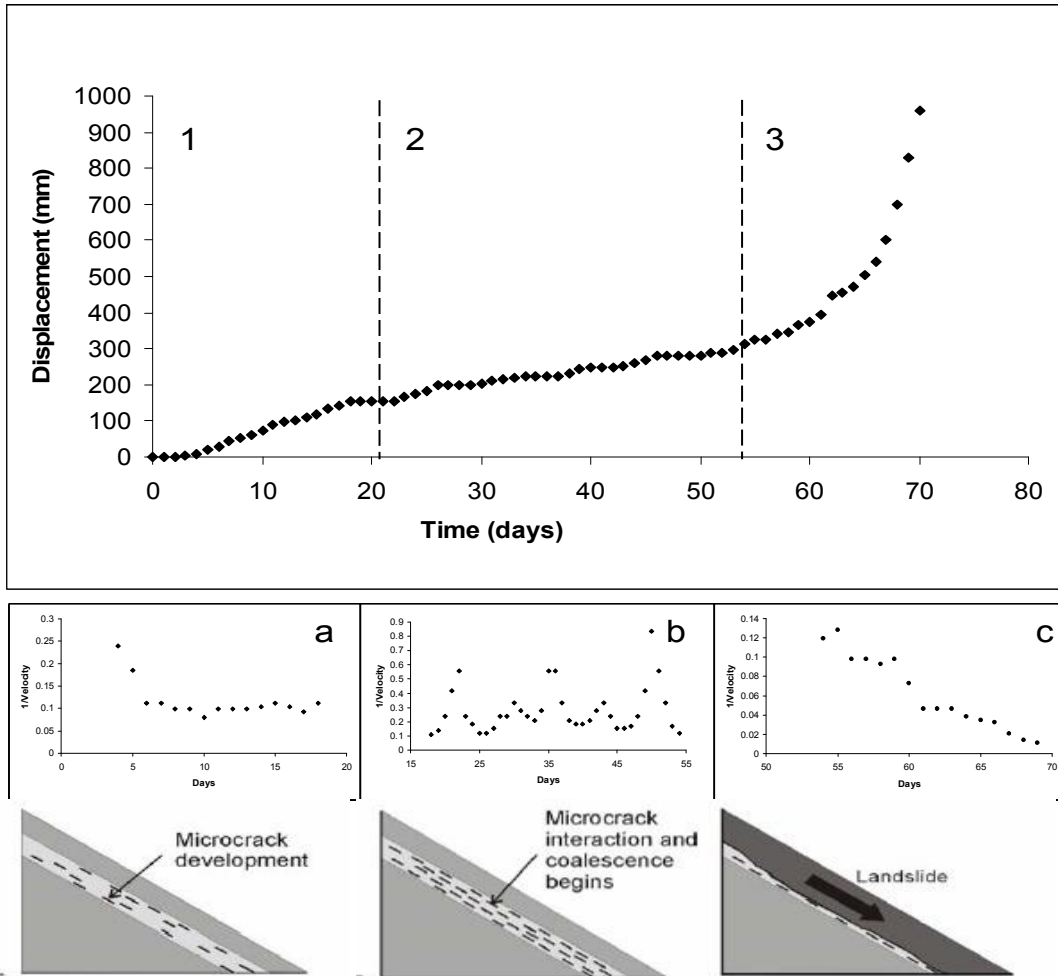 1000
900
800
700
600
500
400
300
200
100
0
Displacement (mm)
1
2
3
0 10 20 30 40 50 60 70 80
Time (days)
a
0.3
0.25
0.2
0.15
0.1
0.05
0
1/Velocity
0 5 10 15 20
Days
b
0.9
0.8
0.7
0.6
0.5
0.4
0.3
0.2
0.1
0
1/Velocity
15 25 35 45 55
Days
c
0.14
0.12
0.1
0.08
0.06
0.04
0.02
0
1/Velocity
50 55 60 65 70
Days
Microcrack
development
Microcrack
interaction and
coalescence
begins
Landslide